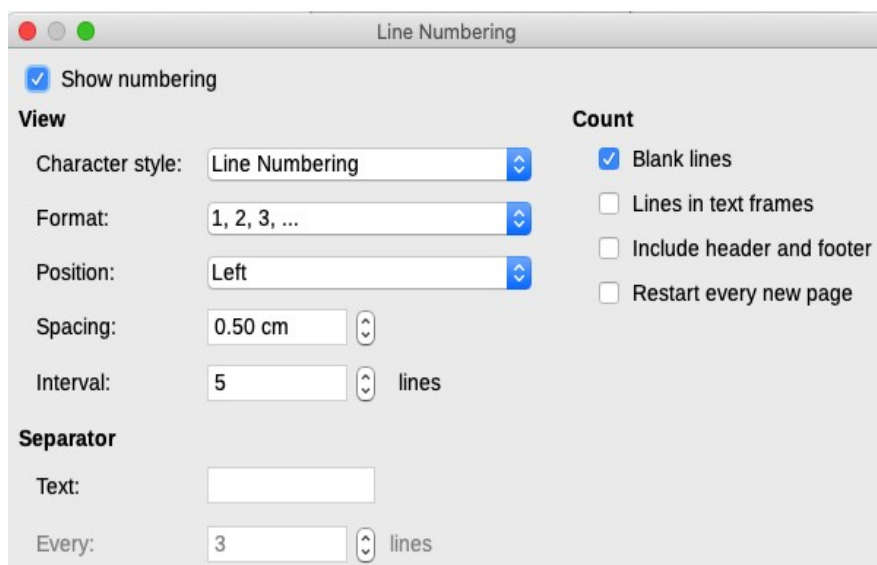 Line Numbering
Show numbering
View
Character style: Line Numbering
Format: 1, 2, 3, ...
Position: Left
Spacing: 0.50 cm
Interval: 5 lines
Separator
Text:
Every: 3 lines
Count
Blank lines
Lines in text frames
Include header and footer
Restart every new page